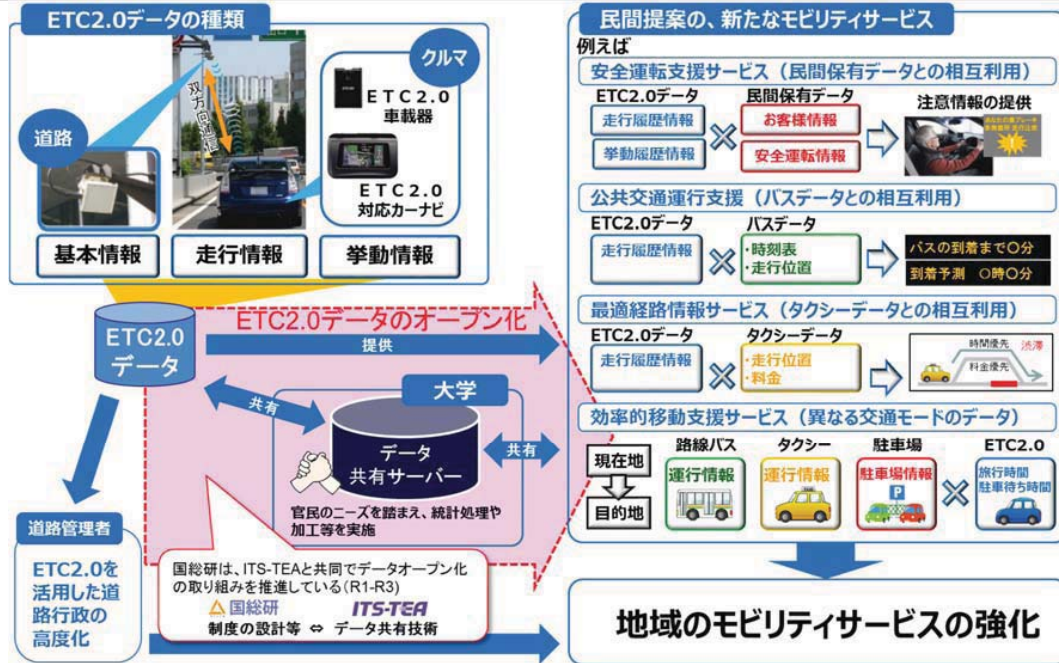 ETC2.0データの種類
クルマ
ETC2.0
車載器
双方向通信
道路
ETC2.0
対応カーナビ
基本情報
走行情報
挙動情報
ETC2.0
データ
ETC2.0データのオープン化
提供
共有
大学
データ
共有サーバー
共有
官民のニーズを踏まえ、統計処理や
加工等を実施
道路管理者
ETC2.0を
活用した道
路行政の
高度化
国総研は、ITS-TEAと共同でデータオープン化
の取り組みを推進している(R1-R3)
国総研
ITS-TEA
制度の設計等 ⇔ データ共有技術
民間提案の、新たなモビリティサービス
例えば
安全運転支援サービス（民間保有データとの相互利用）
ETC2.0データ
民間保有データ
注意情報の提供
走行履歴情報
お客様情報
挙動履歴情報
安全運転情報
公共交通運行支援（バスデータとの相互利用）
ETC2.0データ
バスデータ
走行履歴情報
・時刻表
・走行位置
バスの到着まで〇分
到着予測 〇時〇分
最適経路情報サービス（タクシーデータとの相互利用）
ETC2.0データ
タクシーデータ
走行履歴情報
・走行位置
・料金
時間優先
渋滞
料金優先
効率的移動支援サービス（異なる交通モードのデータ）
路線バス
タクシー
駐車場
ETC2.0
現在地
目的地
運行情報
運行情報
駐車場情報
P
旅行時間
駐車待ち時間
地域のモビリティサービスの強化